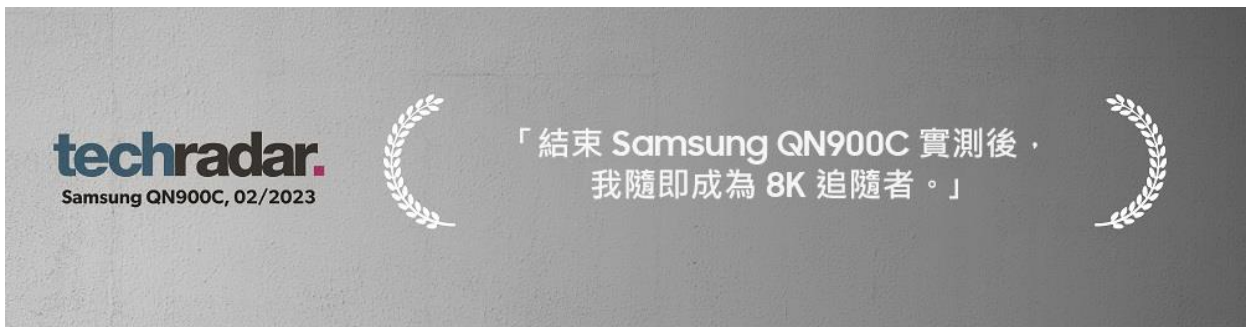 techradar.
Samsung QN900C, 02/2023
「結束 Samsung QN900C 實測後，
我隨即成為 8K 追隨者。」